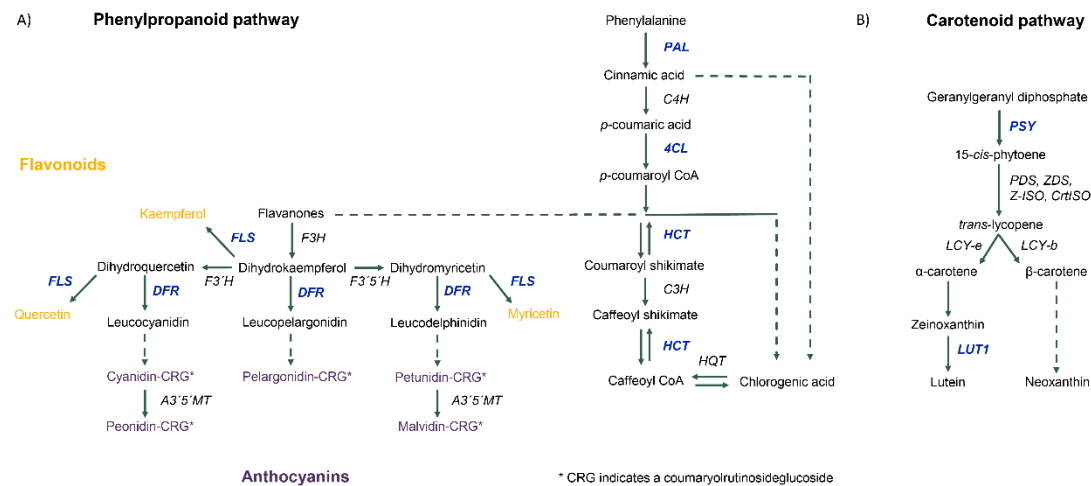 A)
Phenylpropanoid pathway
Phenylalanine
PAL
Cinnamic acid
C4H
p-coumaric acid
4CL
p-coumaroyl CoA
Flavonoids
Kaempferol
Flavanones
FLS
F3H
HCT
Dihydroquercetin
F3´H
Dihydrokaempferol
F3´5´H
Dihydromyricetin
Coumaroyl shikimate
FLS
DFR
DFR
DFR
FLS
C3H
Quercetin
Leucocyanidin
Leucopelargonidin
Leucodelphinidin
Myricetin
Caffeoyl shikimate
HCT
HQT
Cyanidin-CRG*
Pelargonidin-CRG*
Petunidin-CRG*
Caffeoyl CoA
Chlorogenic acid
A3´5´MT
A3´5´MT
Peonidin-CRG*
Malvidin-CRG*
Anthocyanins
* CRG indicates a coumaryolrutinosideglucoside
B)
Carotenoid pathway
Geranylgeranyl diphosphate
PSY
15-cis-phytoene
PDS, ZDS,
Z-ISO, CrtISO
trans-lycopene
LCY-e
LCY-b
α-carotene
β-carotene
Zeinoxanthin
LUT1
Lutein
Neoxanthin